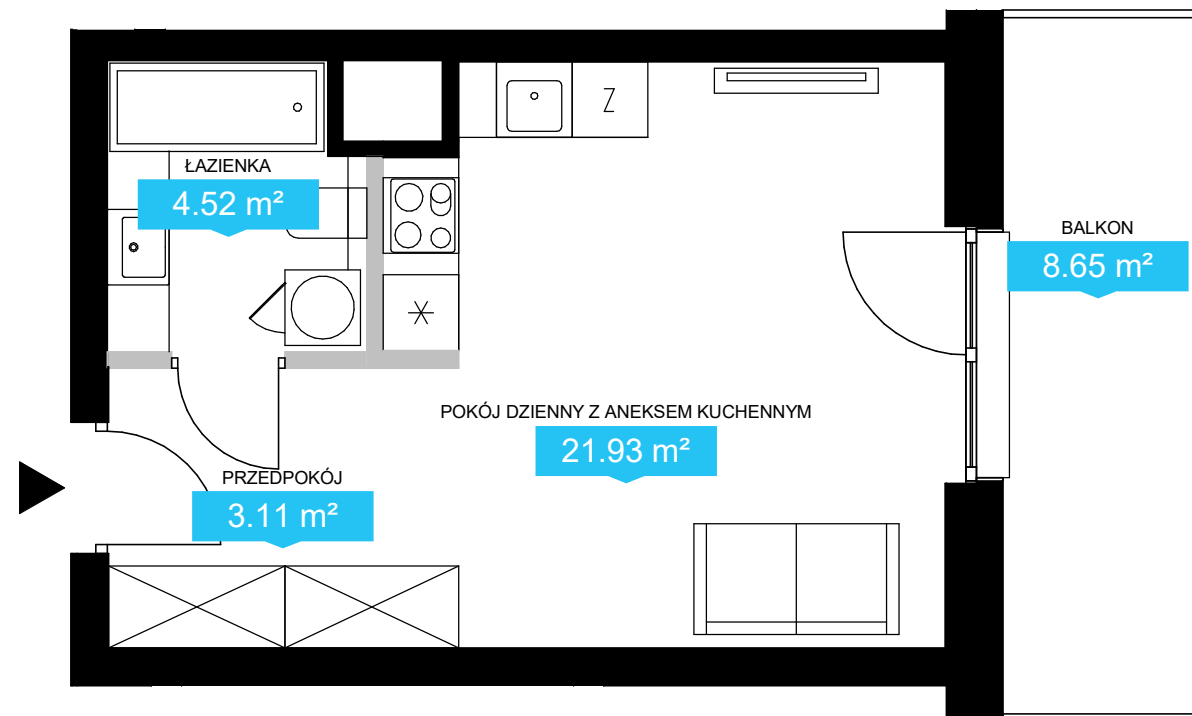 Z
ŁAZIENKA
4.52 m²
BALKON
8.65 m²
POKÓJ DZIENNY Z ANEKSEM KUCHENNYM
21.93 m²
PRZEDPOKÓJ
3.11 m²